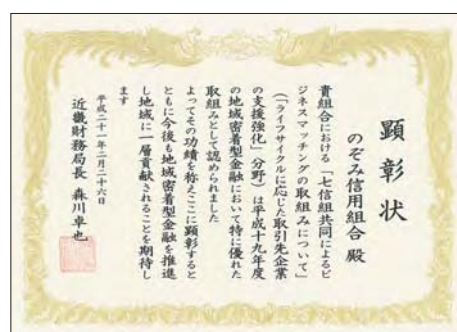 顕彰状
のぞみ信用組合 殿
貴組合における「七信組共同によるビ
ジネスマッチングの取組みについて」
(「ライフサイクルに応じた取引先企業
の支援強化」分野)は平成十九年度
の地域密着型金融において特に優れた
取組みとして認められました
よってその功績を称えここに顕彰すると
ともに今後も地域密着型金融を推進
し地域に一層貢献されることを期待し
ます
平成二十一年二月二十六日
近畿財務局長 森川卓也